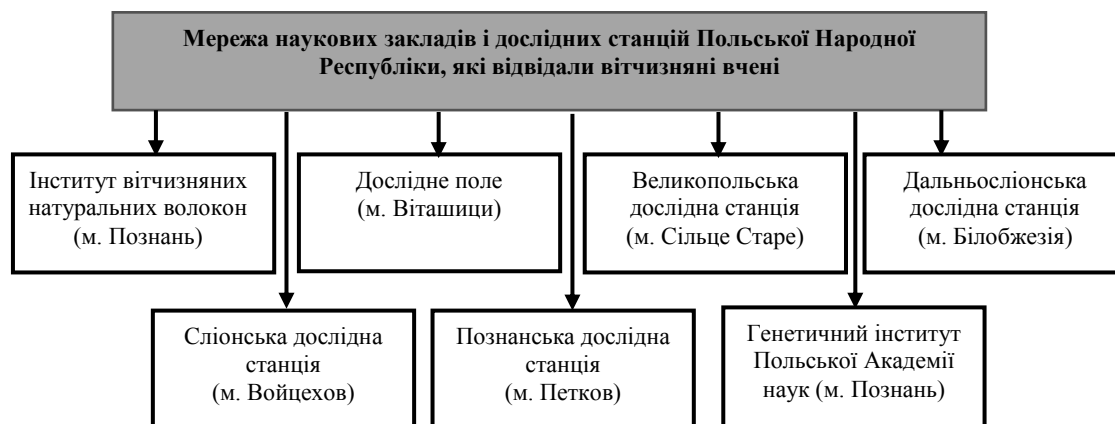 Мережа наукових закладів і дослідних станцій Польської Народної
Республіки, які відвідали вітчизняні вчені
Інститут вітчизняних
натуральних волокон
(м. Познань)
Дослідне поле
(м. Віташици)
Великопольська
дослідна станція
(м. Сільце Старе)
Дальньосліонська
дослідна станція
(м. Білобжезія)
Сліонська дослідна
станція
(м. Войцехов)
Познанська дослідна
станція
(м. Петков)
Генетичний інститут
Польської Академії
наук (м. Познань)